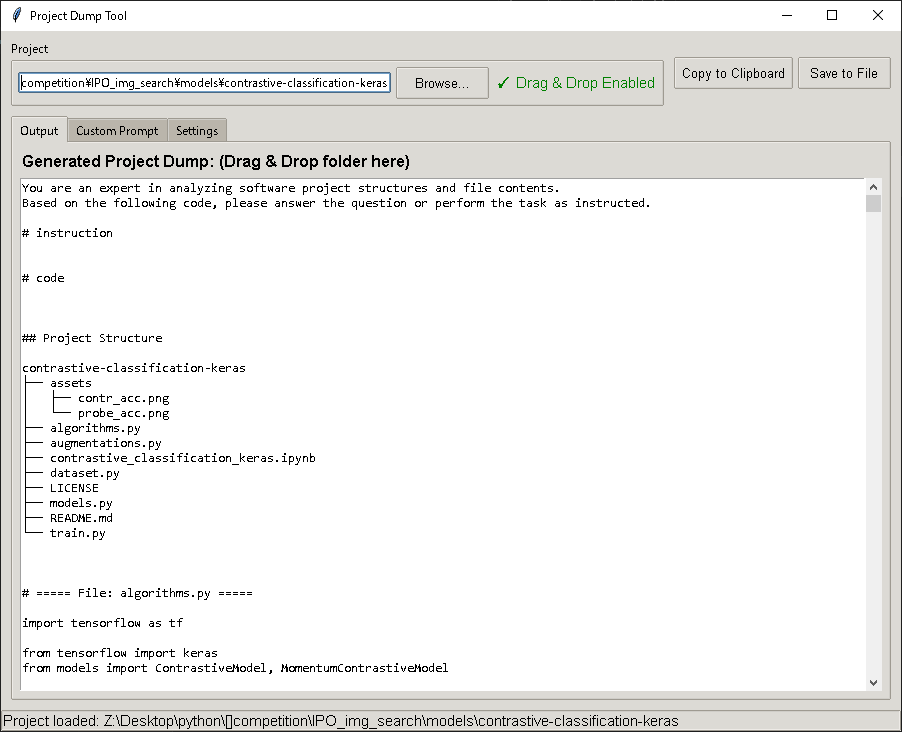 Project Dump Tool
Project
competition¥IPO_img_search¥models¥contrastive-classification-keras
Browse...
✓ Drag & Drop Enabled
Copy to Clipboard
Save to File
Output
Custom Prompt
Settings
Generated Project Dump: (Drag & Drop folder here)
You are an expert in analyzing software project structures and file contents.
Based on the following code, please answer the question or perform the task as instructed.
# instruction
# code
## Project Structure
contrastive-classification-keras
├── assets
│   ├── contr_acc.png
│   └── probe_acc.png
├── algorithms.py
├── augmentations.py
├── contrastive_classification_keras.ipynb
├── dataset.py
├── LICENSE
├── models.py
├── README.md
└── train.py
# ===== File: algorithms.py =====
import tensorflow as tf
from tensorflow import keras
from models import ContrastiveModel, MomentumContrastiveModel
Project loaded: Z:\Desktop\python\[]competition\IPO_img_search\models\contrastive-classification-keras